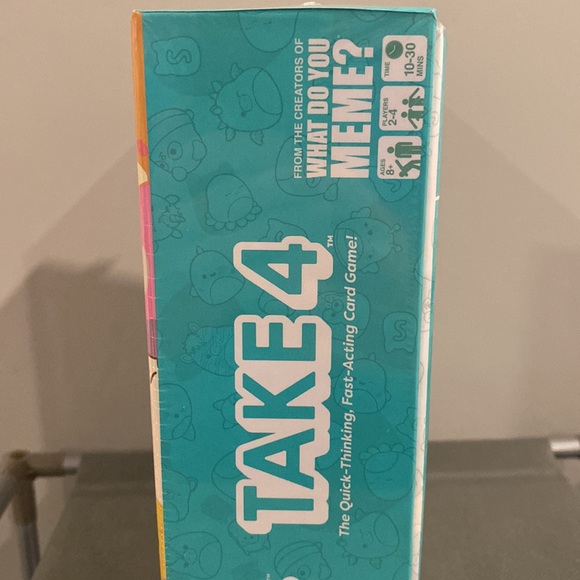 TAKE 4™
The Quick-Thinking, Fast-Acting Card Game!
FROM THE CREATORS OF
WHAT DO YOU
MEME?
AGES
8+
PLAYERS
2-4
TIME
10-30
MINS